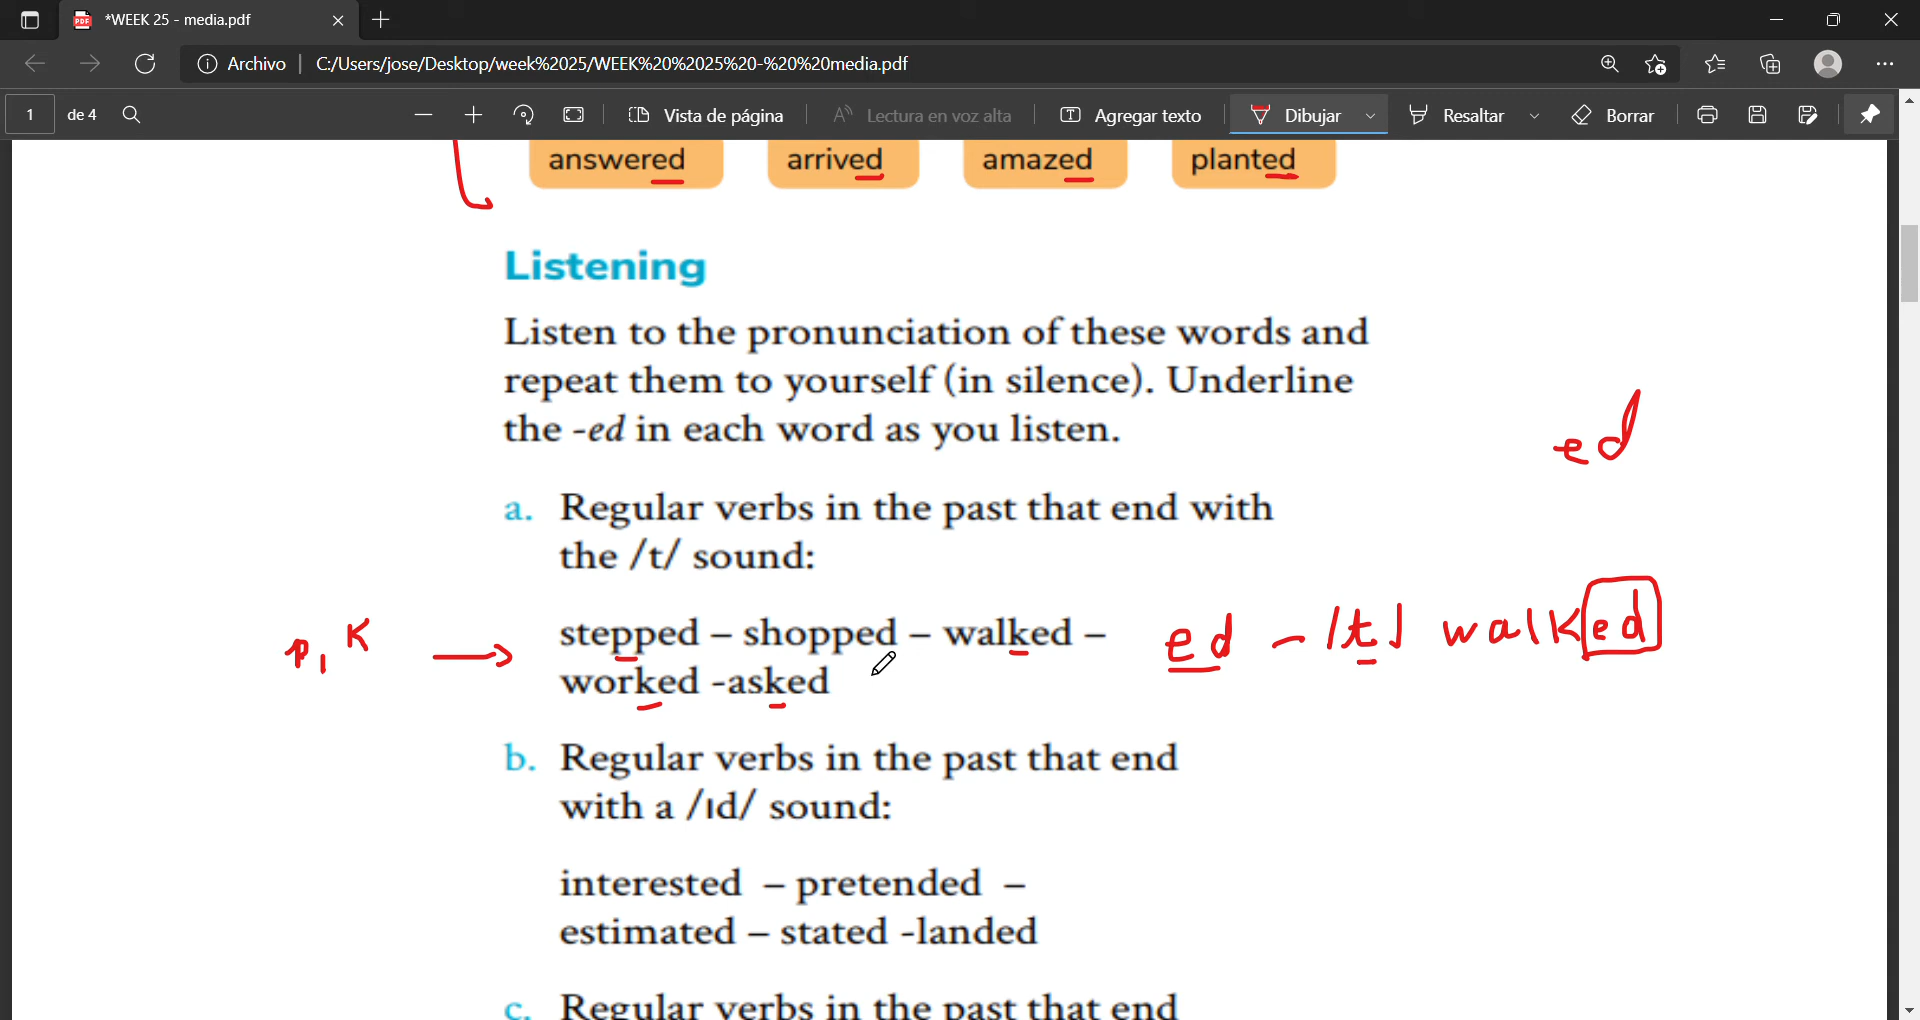 *WEEK 25 - media.pdf
Archivo | C:/Users/jose/Desktop/week%2025/WEEK%20%2025%20-%20%20media.pdf
1 de 4 Vista de página Lectura en voz alta Agregar texto Dibujar Resaltar Borrar
answered arrived amazed planted
Listening
Listen to the pronunciation of these words and
repeat them to yourself (in silence). Underline
the -ed in each word as you listen.
ed
a. Regular verbs in the past that end with
the /t/ sound:
p, K → stepped – shopped – walked – ed - /t/ walked
worked -asked
b. Regular verbs in the past that end
with a /ɪd/ sound:
interested – pretended –
estimated – stated -landed
c. Regular verbs in the past that end